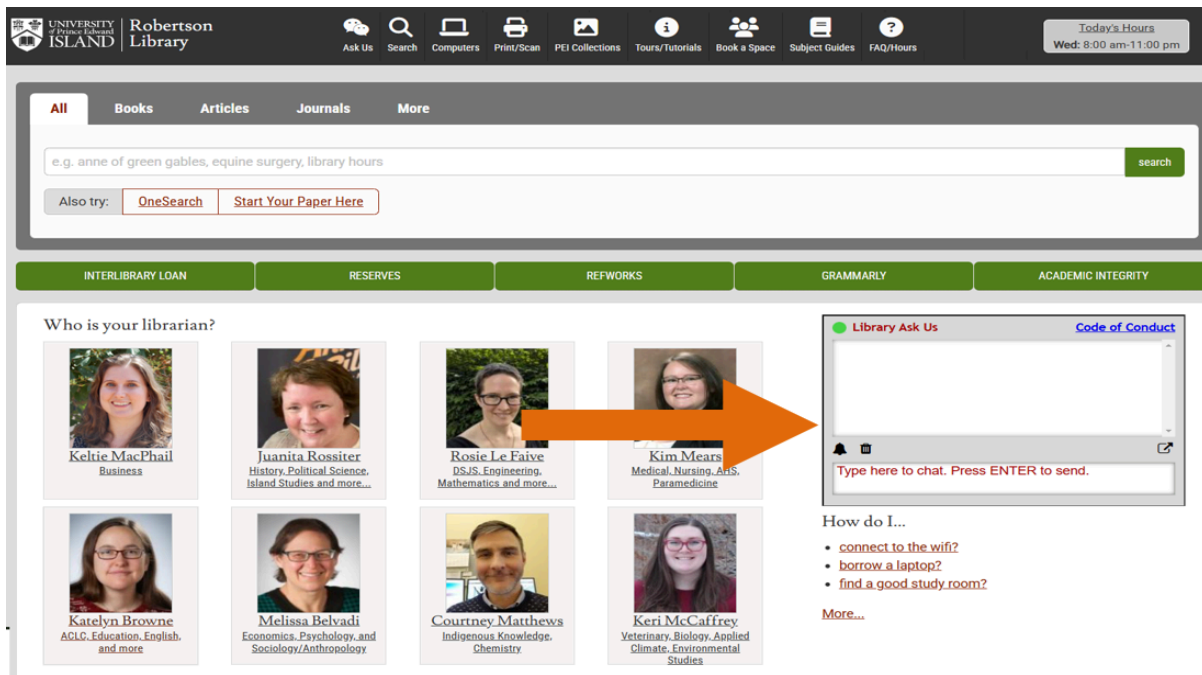 UNIVERSITY
of Prince Edward
ISLAND
Robertson
Library
Ask Us
Search
Computers
Print/Scan
PEI Collections
Tours/Tutorials
Book a Space
Subject Guides
FAQ/Hours
Today's Hours
Wed: 8:00 am-11:00 pm
All
Books
Articles
Journals
More
e.g. anne of green gables, equine surgery, library hours
search
Also try:
OneSearch
Start Your Paper Here
INTERLIBRARY LOAN
RESERVES
REFWORKS
GRAMMARLY
ACADEMIC INTEGRITY
Who is your librarian?
Keltie MacPhail
Business
Juanita Rossiter
History, Political Science,
Island Studies and more...
Rosie Le Faive
DSJS, Engineering,
Mathematics and more...
Kim Mears
Medical, Nursing, AHS,
Paramedicine
Katelyn Browne
ACLC, Education, English,
and more
Melissa Belvadi
Economics, Psychology, and
Sociology/Anthropology
Courtney Matthews
Indigenous Knowledge,
Chemistry
Keri McCaffrey
Veterinary, Biology, Applied
Climate, Environmental
Studies
Library Ask Us
Code of Conduct
Type here to chat. Press ENTER to send.
How do I...
connect to the wifi?
borrow a laptop?
find a good study room?
More...